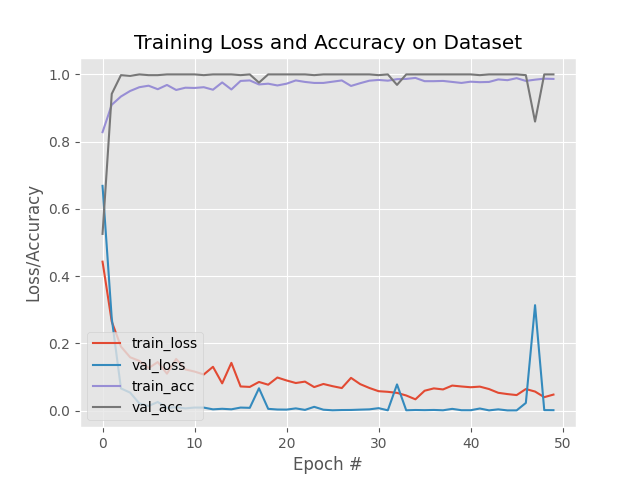 Training Loss and Accuracy on Dataset
1.0
0.8
0.6
0.4
0.2
0.0
Loss/Accuracy
train_loss
val_loss
train_acc
val_acc
0 10 20 30 40 50
Epoch #